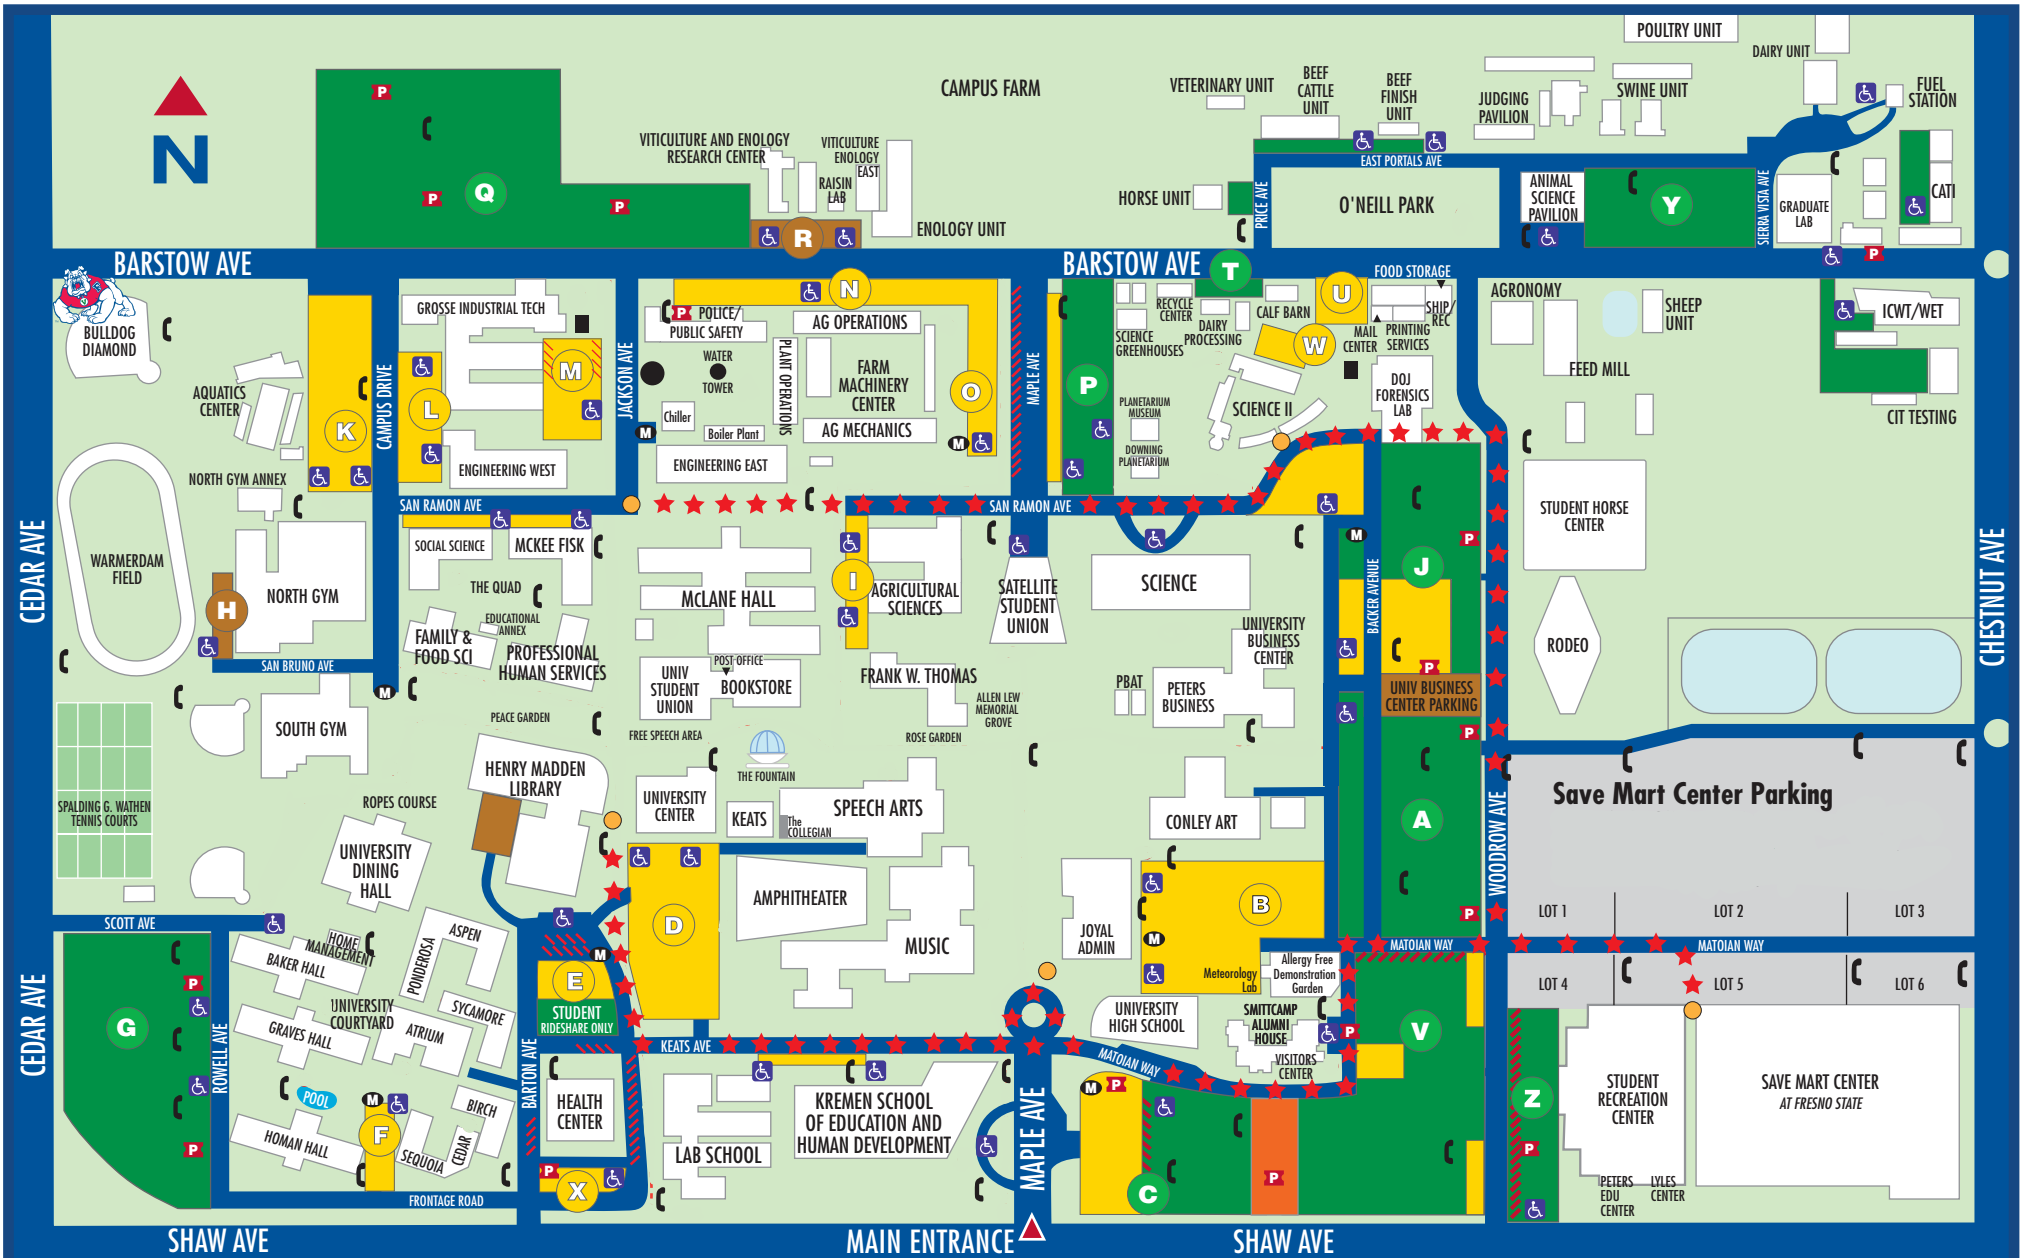 POULTRY UNIT
DAIRY UNIT
CAMPUS FARM
VETERINARY UNIT
BEEF
CATTLE
UNIT
BEEF
FINISH
UNIT
JUDGING
PAVILION
SWINE UNIT
FUEL
STATION
N
P
P
P
Q
VITICULTURE AND ENOLOGY
RESEARCH CENTER
VITICULTURE
ENOLOGY
EAST
RAISIN
LAB
R
ENOLOGY UNIT
HORSE UNIT
PRICE AVE
EAST PORTALS AVE
O'NEILL PARK
ANIMAL
SCIENCE
PAVILION
Y
SIERRA VISTA AVE
GRADUATE
LAB
CATI
P
BARSTOW AVE
BARSTOW AVE
T
FOOD STORAGE
BULLDOG
DIAMOND
GROSSE INDUSTRIAL TECH
P
POLICE/
PUBLIC SAFETY
N
AG OPERATIONS
MAPLE AVE
SCIENCE
GREENHOUSES
RECYCLE
CENTER
DAIRY
PROCESSING
CALF BARN
U
W
MAIL
CENTER
PRINTING
SERVICES
SHIP/
REC
AGRONOMY
SHEEP
UNIT
FEED MILL
ICWT/WET
CIT TESTING
AQUATICS
CENTER
K
CAMPUS DRIVE
L
M
JACKSON AVE
WATER
TOWER
PLANT OPERATIONS
FARM
MACHINERY
CENTER
O
P
PLANETARIUM
MUSEUM
DOWNING
PLANETARIUM
SCIENCE II
DOJ
FORENSICS
LAB
Chiller
Boiler Plant
AG MECHANICS
M
M
ENGINEERING WEST
ENGINEERING EAST
NORTH GYM ANNEX
SAN RAMON AVE
SAN RAMON AVE
STUDENT HORSE
CENTER
CEDAR AVE
WARMERDAM
FIELD
H
NORTH GYM
SAN BRUNO AVE
SOCIAL SCIENCE
MCKEE FISK
THE QUAD
EDUCATIONAL
ANNEX
FAMILY &
FOOD SCI
PROFESSIONAL
HUMAN SERVICES
McLANE HALL
I
AGRICULTURAL
SCIENCES
SATELLITE
STUDENT
UNION
SCIENCE
M
BACKER AVENUE
J
P
P
RODEO
CHESTNUT AVE
UNIVERSITY
BUSINESS
CENTER
UNIV
STUDENT
UNION
POST OFFICE
BOOKSTORE
FRANK W. THOMAS
ALLEN LEW
MEMORIAL
GROVE
PBAT
PETERS
BUSINESS
UNIV BUSINESS
CENTER PARKING
P
M
SOUTH GYM
PEACE GARDEN
FREE SPEECH AREA
ROSE GARDEN
THE FOUNTAIN
HENRY MADDEN
LIBRARY
UNIVERSITY
CENTER
KEATS
The
COLLEGIAN
SPEECH ARTS
CONLEY ART
A
WOODROW AVE
Save Mart Center Parking
SPALDING G. WATHEN
TENNIS COURTS
ROPES COURSE
UNIVERSITY
DINING
HALL
AMPHITHEATER
MUSIC
JOYAL
ADMIN
B
M
P
LOT 1
LOT 2
LOT 3
SCOTT AVE
HOME
MANAGEMENT
BAKER HALL
PONDEROSA
ASPEN
D
M
E
STUDENT
RIDESHARE ONLY
MATOIAN WAY
MATOIAN WAY
Meteorology
Lab
Allergy Free
Demonstration
Garden
LOT 4
LOT 5
LOT 6
CEDAR AVE
G
P
P
ROWELL AVE
UNIVERSITY
COURTYARD
GRAVES HALL
ATRIUM
SYCAMORE
BARTON AVE
KEATS AVE
UNIVERSITY
HIGH SCHOOL
SMITTCAMP
ALUMNI
HOUSE
VISITORS
CENTER
P
V
MATOIAN WAY
POOL
M
F
HOMAN HALL
SEQUOIA
CEDAR
BIRCH
HEALTH
CENTER
LAB SCHOOL
KREMEN SCHOOL
OF EDUCATION AND
HUMAN DEVELOPMENT
MAPLE AVE
M
P
C
P
Z
P
STUDENT
RECREATION
CENTER
SAVE MART CENTER
AT FRESNO STATE
PETERS
EDU
CENTER
LYLES
CENTER
P
X
FRONTAGE ROAD
SHAW AVE
MAIN ENTRANCE
SHAW AVE